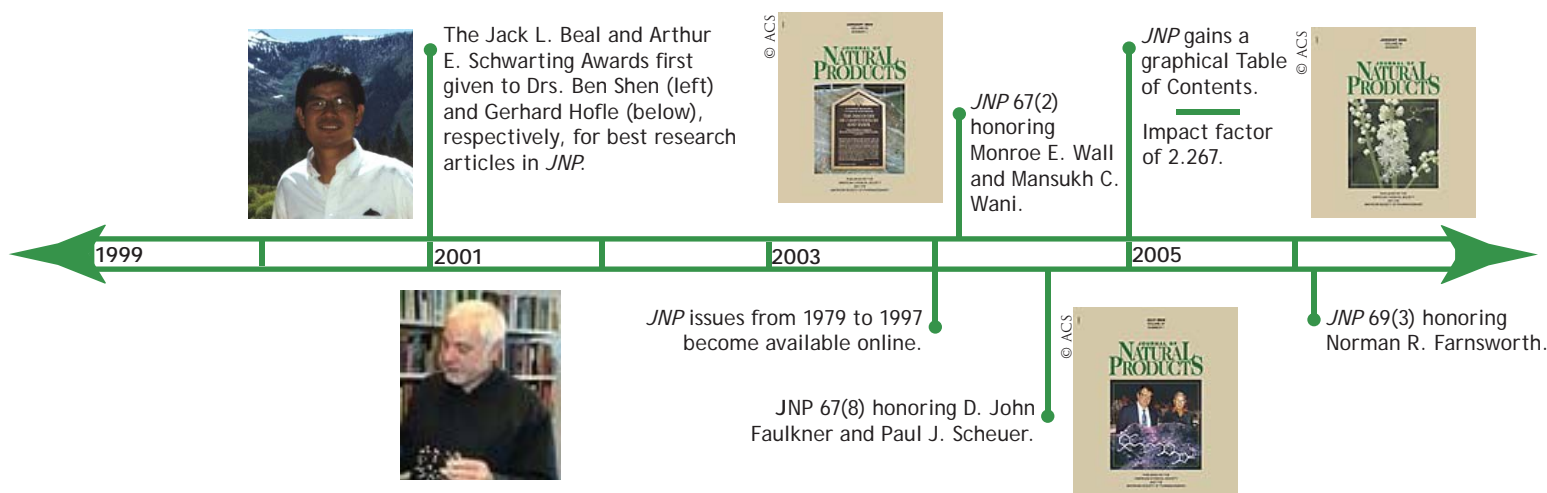 The Jack L. Beal and Arthur
E. Schwarting Awards first
given to Drs. Ben Shen (left)
and Gerhard Hofle (below),
respectively, for best research
articles in JNP.
© ACS
JOURNAL OF
NATURAL
PRODUCTS
JNP 67(2)
honoring
Monroe E. Wall
and Mansukh C.
Wani.
JNP gains a
graphical Table
of Contents.
Impact factor
of 2.267.
© ACS
JOURNAL OF
NATURAL
PRODUCTS
1999
2001
2003
2005
JNP issues from 1979 to 1997
become available online.
JNP 67(8) honoring D. John
Faulkner and Paul J. Scheuer.
© ACS
JOURNAL OF
NATURAL
PRODUCTS
JNP 69(3) honoring
Norman R. Farnsworth.